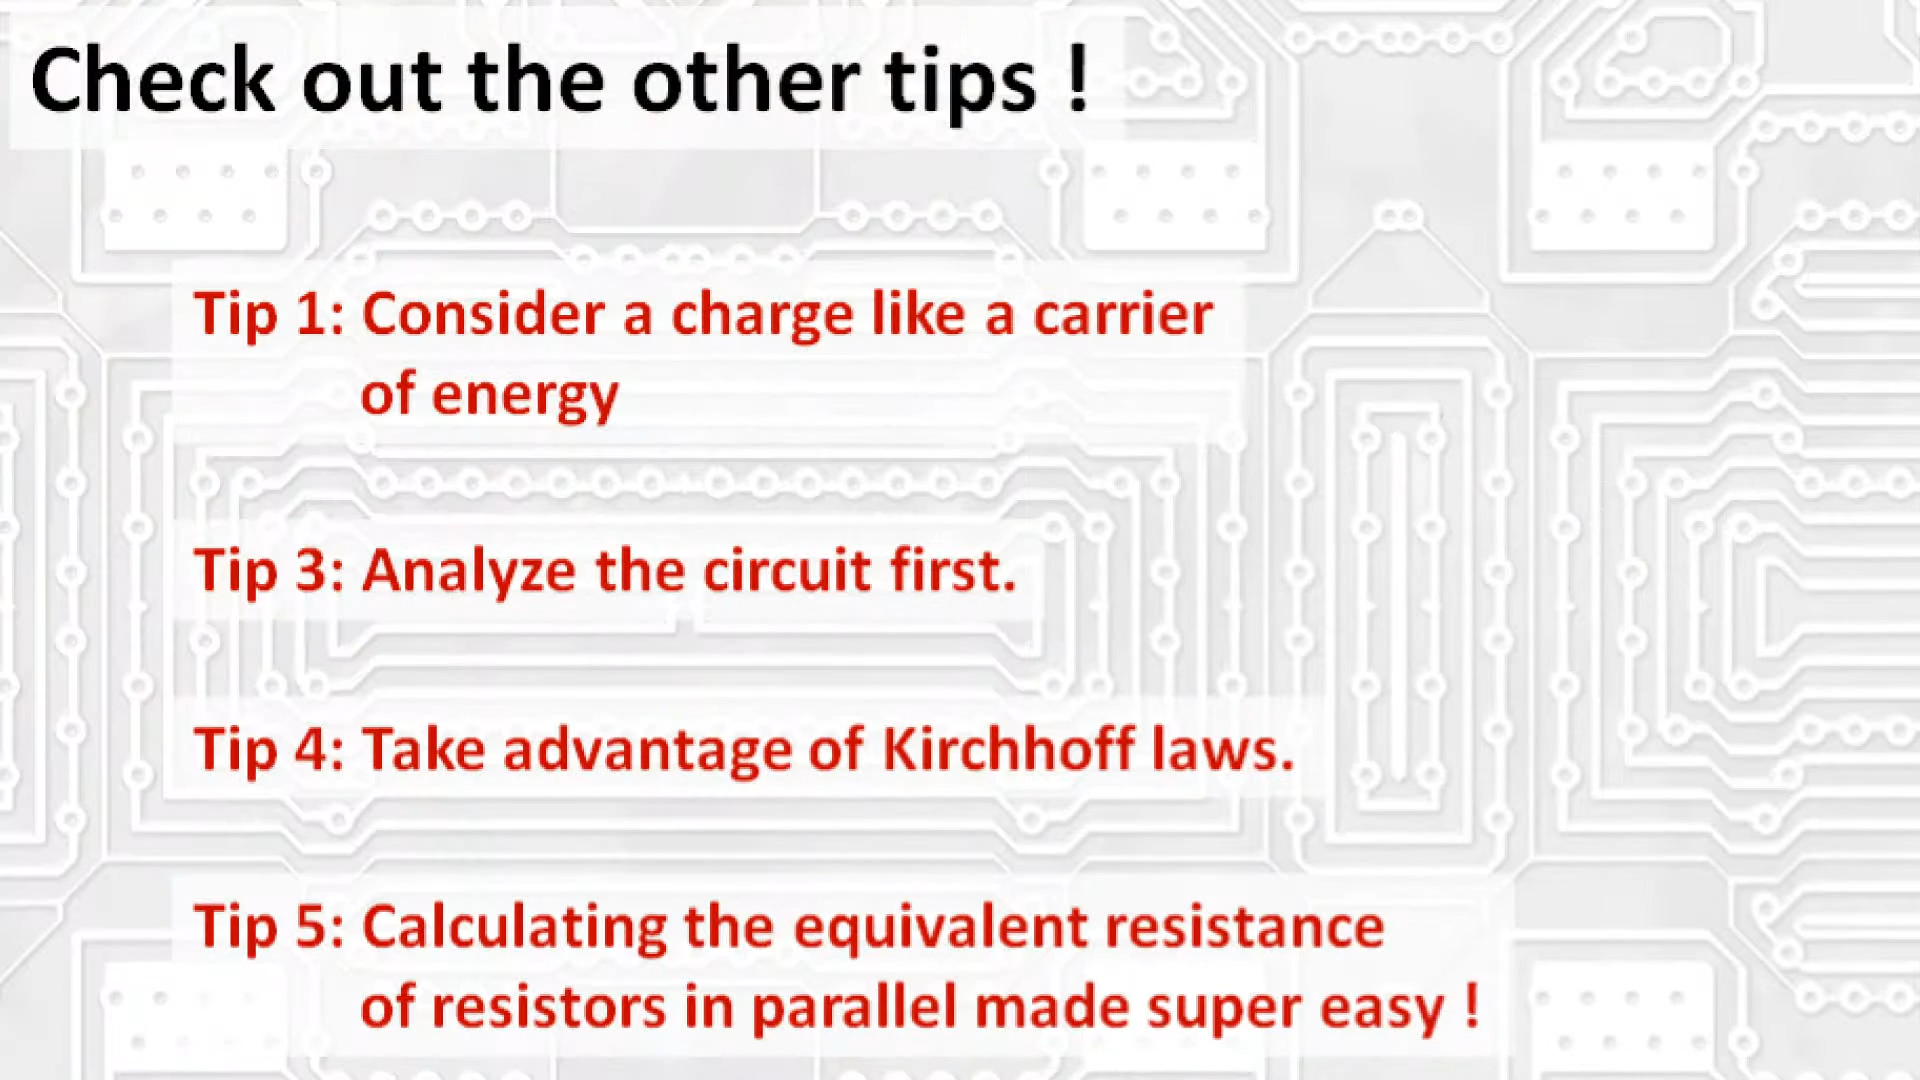 Check out the other tips !
Tip 1: Consider a charge like a carrier
of energy
Tip 3: Analyze the circuit first.
Tip 4: Take advantage of Kirchhoff laws.
Tip 5: Calculating the equivalent resistance
of resistors in parallel made super easy !